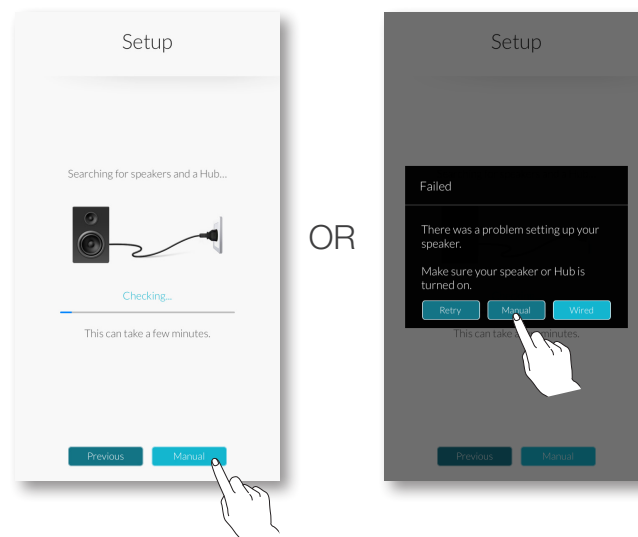 Setup
Searching for speakers and a Hub...
Checking...
This can take a few minutes.
Previous
Manual
OR
Setup
Failed
There was a problem setting up your
speaker.
Make sure your speaker or Hub is
turned on.
Retry
Manual
Wired
This can take a few minutes.
Previous
Manual